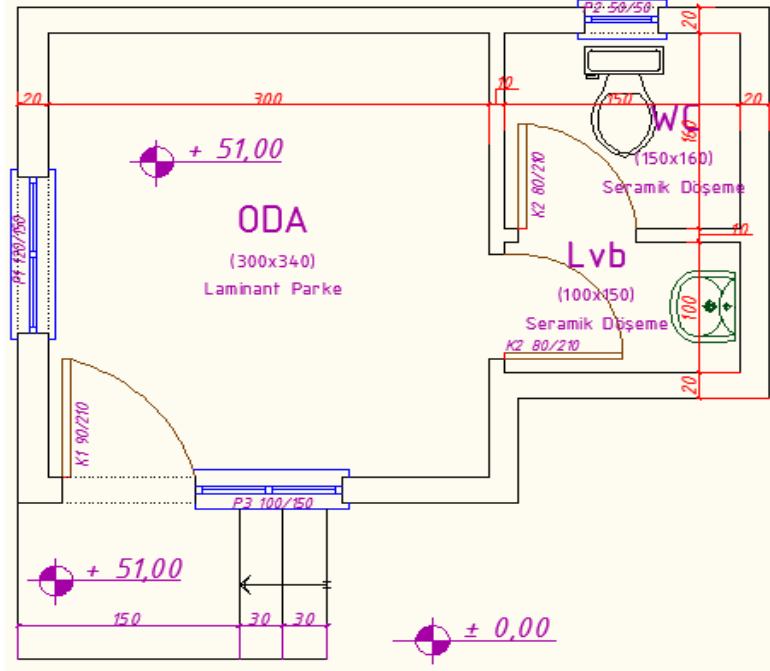 P2 50/50
20
20
300
10
150
20
WC
160
(150x160)
Seramik Döşeme
+ 51,00
K2 80/210
ODA
(300x340)
Laminant Parke
10
Lvb
(100x150)
Seramik Döşeme
100
P1 120/150
K2 80/210
20
K1 90/210
P3 100/150
+ 51,00
150
30
30
± 0,00